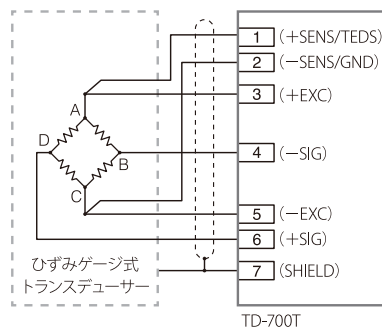 1 (+SENS/TEDS)
2 (−SENS/GND)
3 (+EXC)
A
D
B
4 (−SIG)
C
5 (−EXC)
6 (+SIG)
ひずみゲージ式
トランスデューサー
7 (SHIELD)
TD-700T